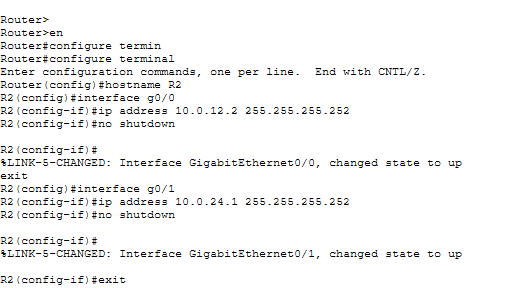 Router>
Router>en
Router#configure termin
Router#configure terminal
Enter configuration commands, one per line.  End with CNTL/Z.
Router(config)#hostname R2
R2(config)#interface g0/0
R2(config-if)#ip address 10.0.12.2 255.255.255.252
R2(config-if)#no shutdown
R2(config-if)#
%LINK-5-CHANGED: Interface GigabitEthernet0/0, changed state to up
exit
R2(config)#interface g0/1
R2(config-if)#ip address 10.0.24.1 255.255.255.252
R2(config-if)#no shutdown
R2(config-if)#
%LINK-5-CHANGED: Interface GigabitEthernet0/1, changed state to up
R2(config-if)#exit